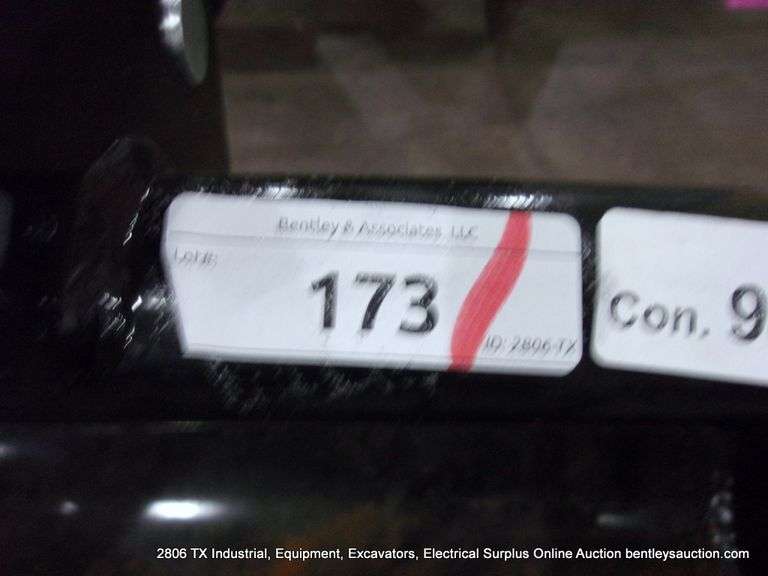 Bentley & Associates, LLC
Lot#:
173
ID: 2806-TX
Con. 9
2806 TX Industrial, Equipment, Excavators, Electrical Surplus Online Auction bentleysauction.com